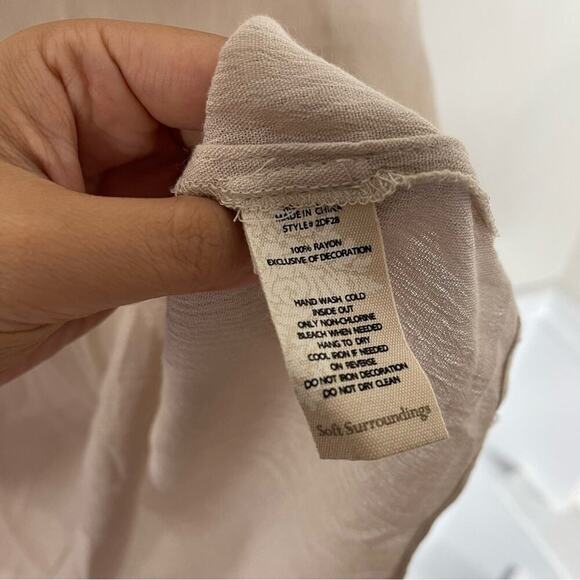 MADE IN CHINA
STYLE# 2DF28
100% RAYON
EXCLUSIVE OF DECORATION
HAND WASH COLD
INSIDE OUT
ONLY NON-CHLORINE
BLEACH WHEN NEEDED
HANG TO DRY
COOL IRON IF NEEDED
ON REVERSE
DO NOT IRON DECORATION
DO NOT DRY CLEAN
Soft Surroundings